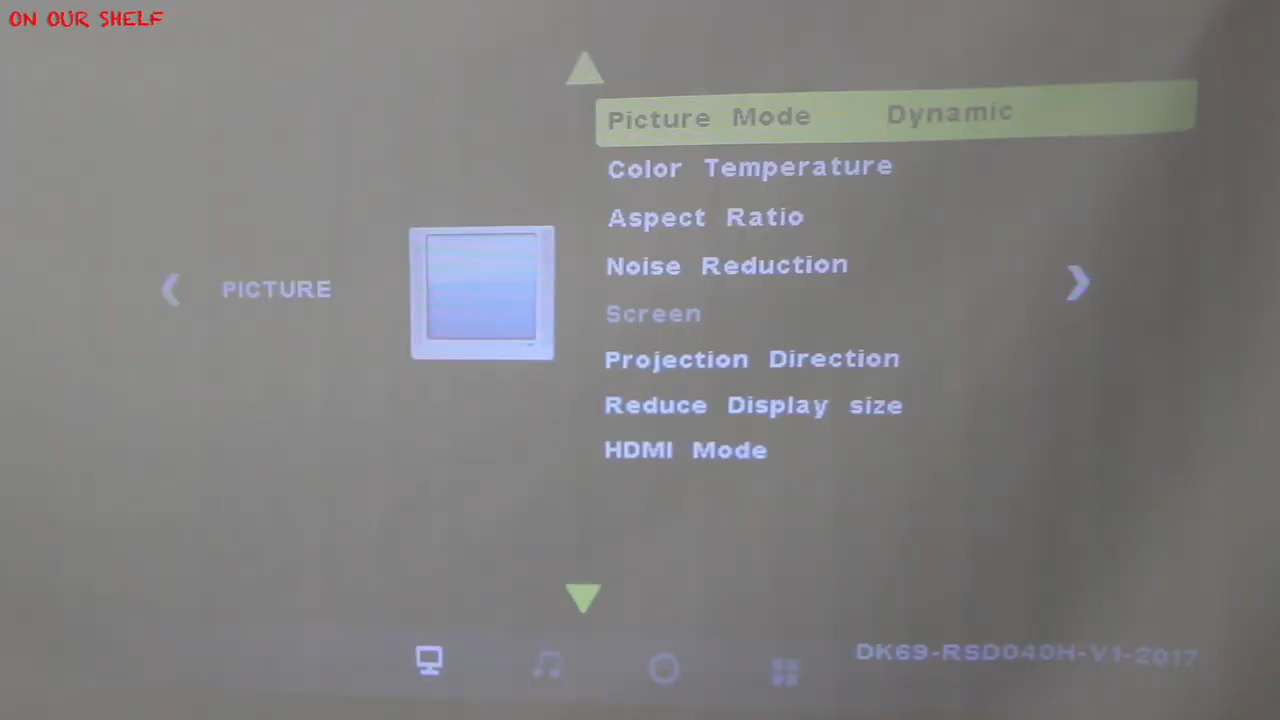 ON OUR SHELF
Picture Mode Dynamic
Color Temperature
Aspect Ratio
Noise Reduction
PICTURE
Screen
Projection Direction
Reduce Display size
HDMI Mode
DK69-RSD040H-V1-2017